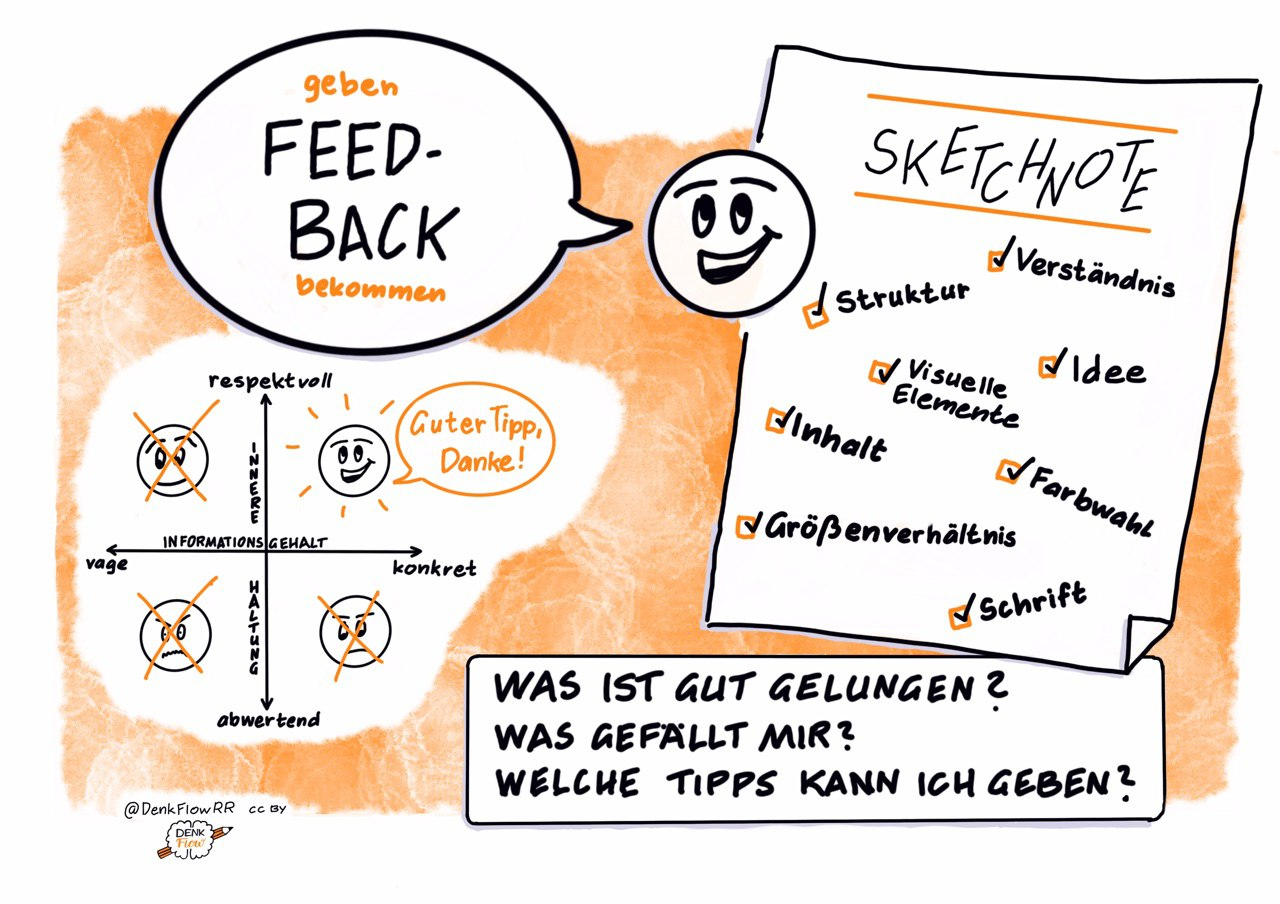 geben
FEED-
BACK
bekommen
SKETCHNOTE
Verständnis
Struktur
Visuelle
Elemente
Idee
Inhalt
Farbwahl
Größenverhältnis
Schrift
respektvoll
INNERE
Guter Tipp,
Danke!
INFORMATIONSGEHALT
vage
konkret
HALTUNG
abwertend
WAS IST GUT GELUNGEN?
WAS GEFÄLLT MIR?
WELCHE TIPPS KANN ICH GEBEN?
@DenkFlowRR CC BY
DENK
Flow